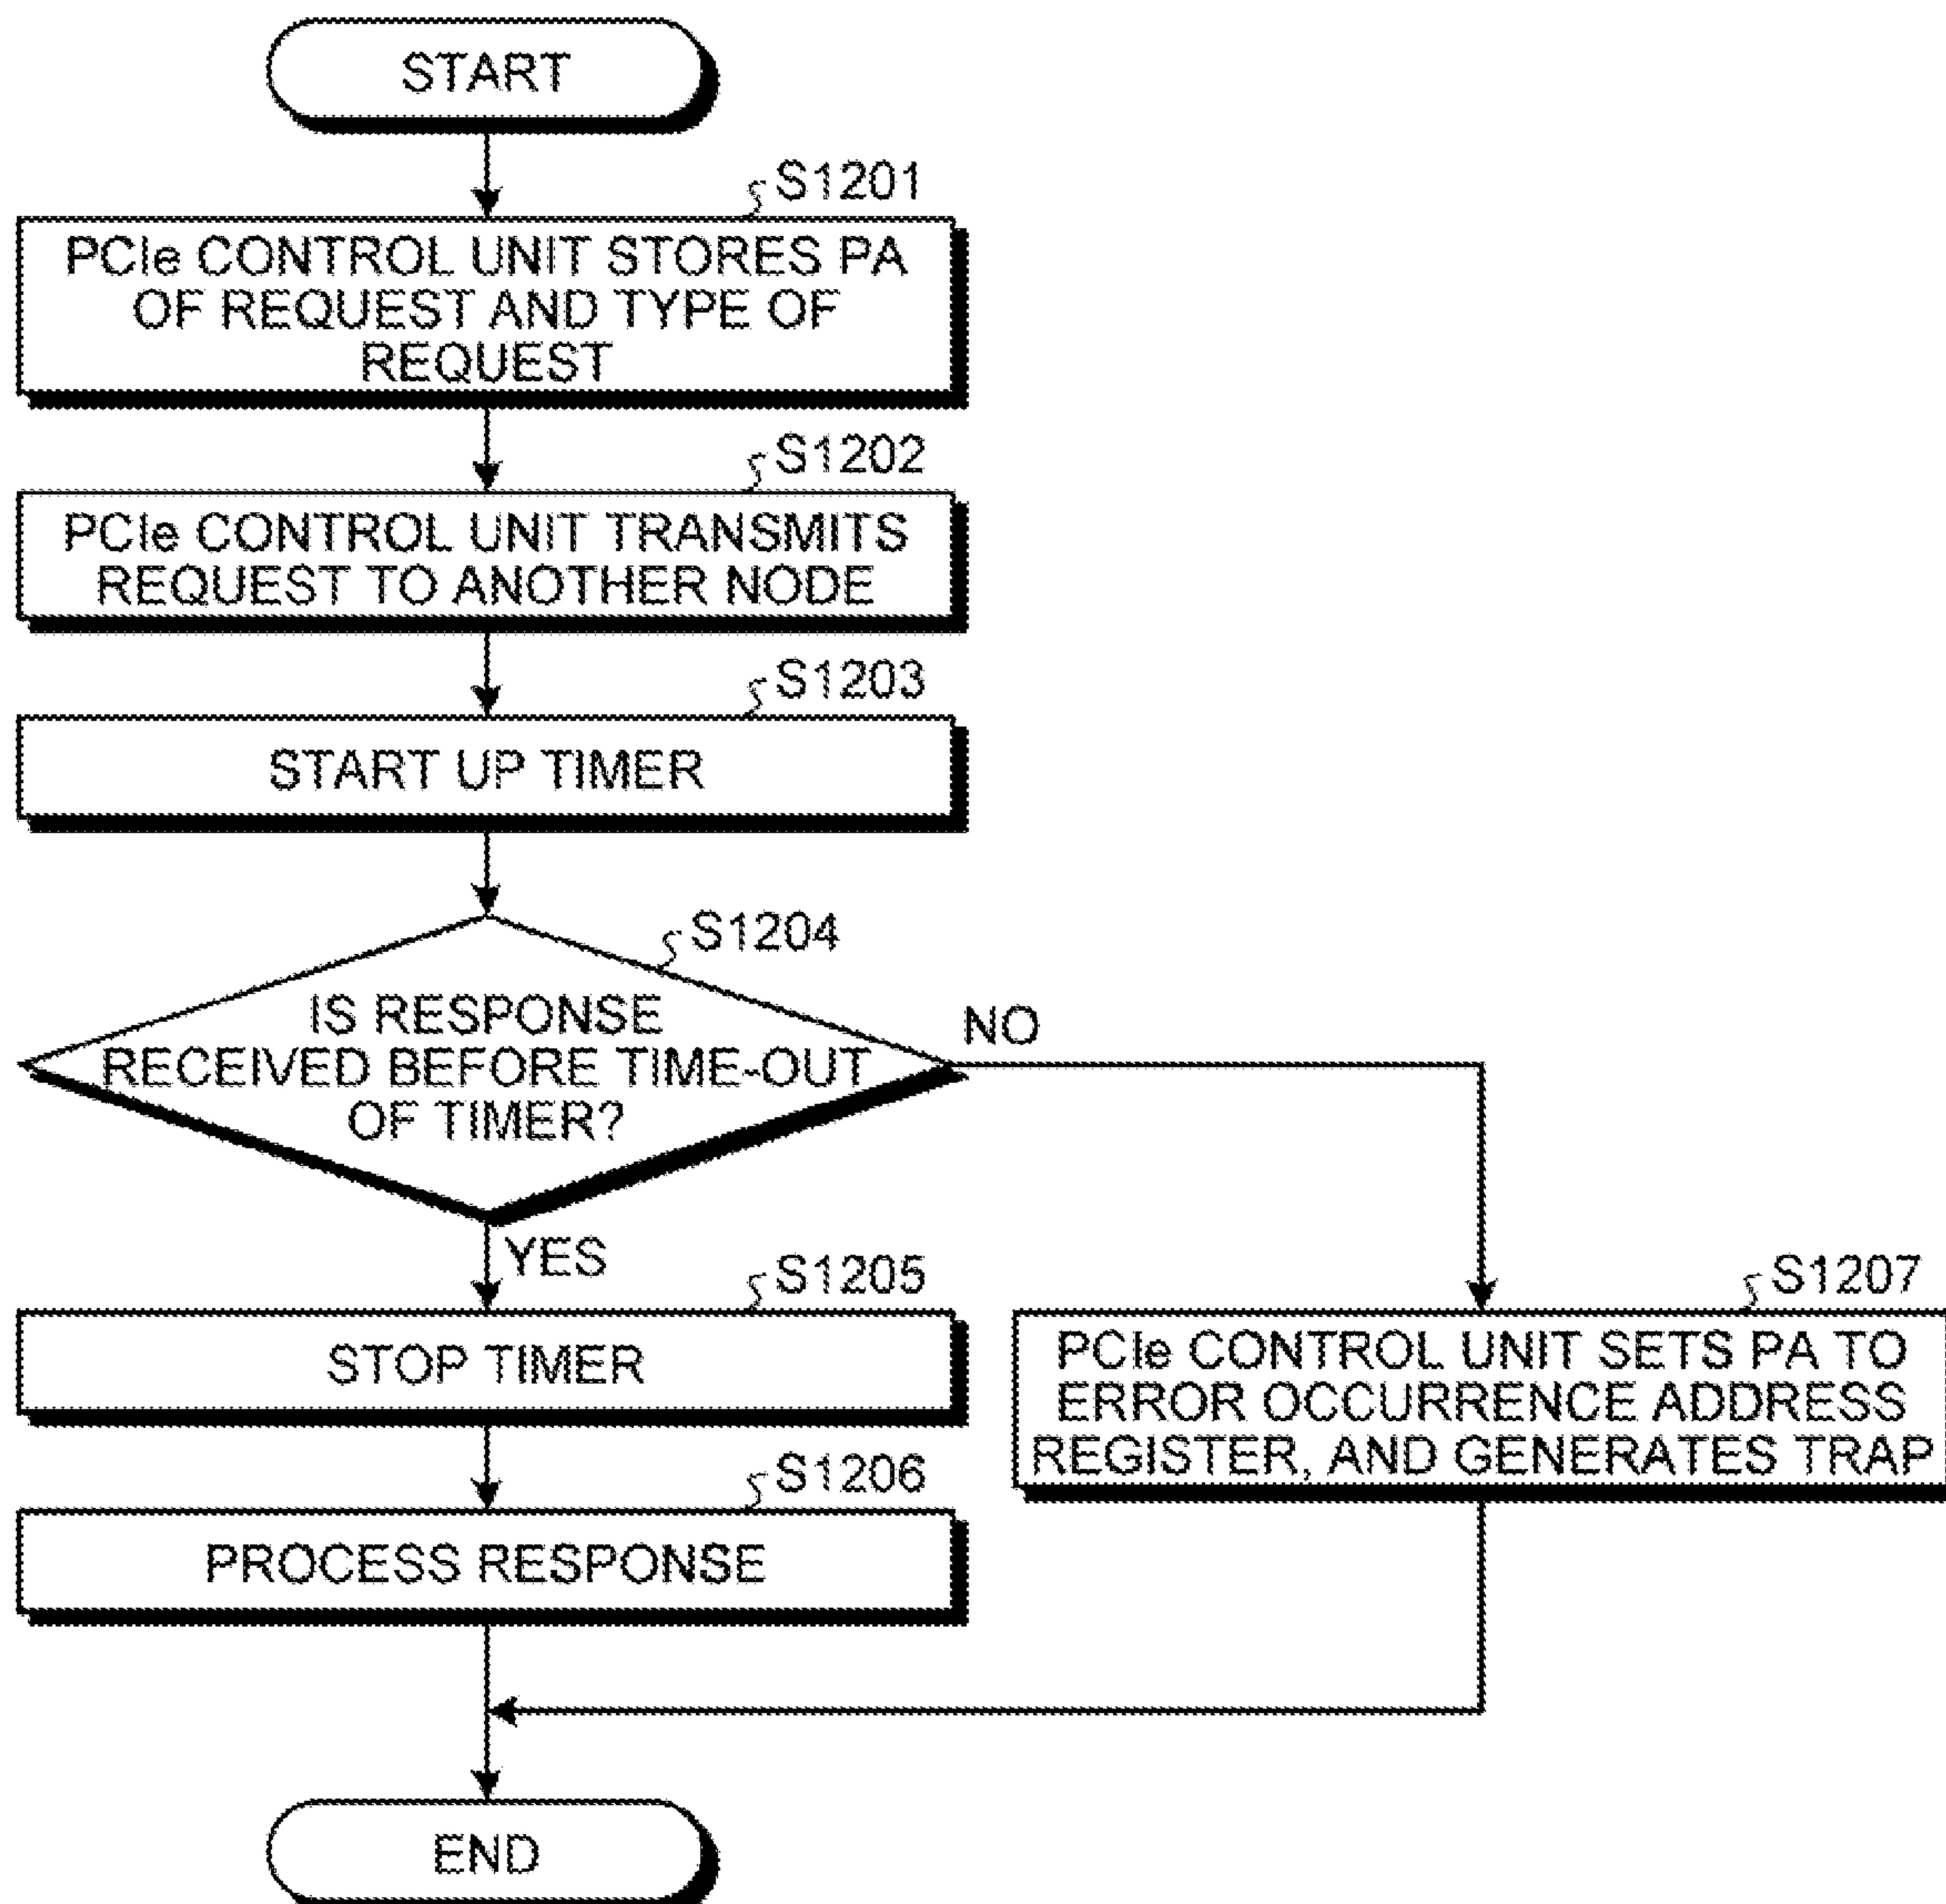 START
S1201
PCIe CONTROL UNIT STORES PA
OF REQUEST AND TYPE OF
REQUEST
S1202
PCIe CONTROL UNIT TRANSMITS
REQUEST TO ANOTHER NODE
S1203
START UP TIMER
S1204
IS RESPONSE
RECEIVED BEFORE TIME-OUT
OF TIMER?
NO
YES
S1205
STOP TIMER
S1206
PROCESS RESPONSE
S1207
PCIe CONTROL UNIT SETS PA TO
ERROR OCCURRENCE ADDRESS
REGISTER, AND GENERATES TRAP
END